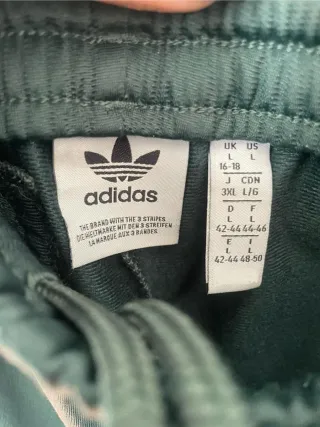 adidas
THE BRAND WITH THE 3 STRIPES
DIE WELTMARKE MIT DEN 3 STREIFEN
LA MARQUE AUX 3 BANDES
UK US
L L
16-18
J CDN
3XL L/G
D F
L L
42-44 44-46
E I
L L
42-44 48-50